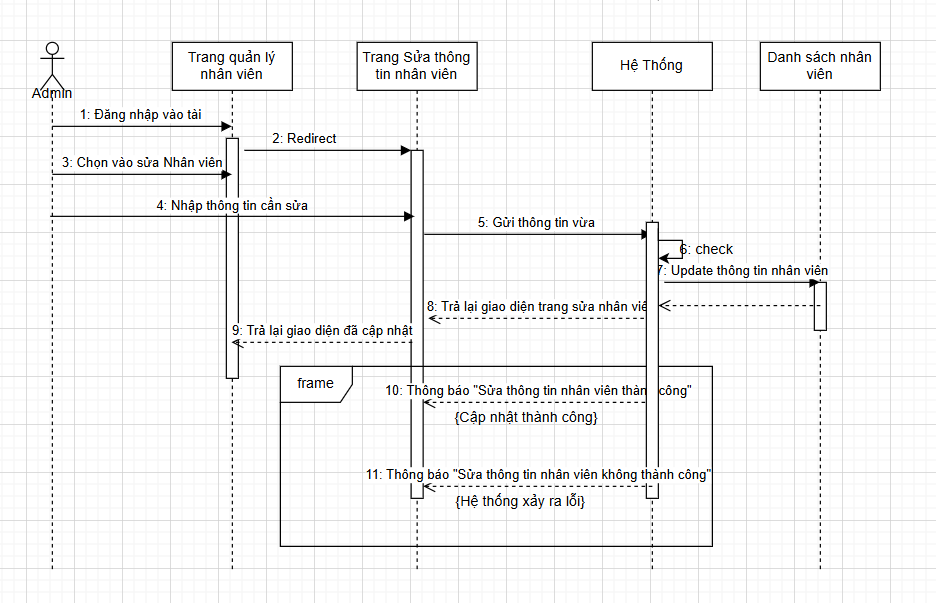 Trang quản lý
nhân viên
Trang Sửa thông
tin nhân viên
Hệ Thống
Danh sách nhân
viên
Admin
1: Đăng nhập vào tài
2: Redirect
3: Chọn vào sửa Nhân viên
4: Nhập thông tin cần sửa
5: Gửi thông tin vừa
6: check
7: Update thông tin nhân viên
8: Trả lại giao diện trang sửa nhân viê
9: Trả lại giao diện đã cập nhật
frame
10: Thông báo "Sửa thông tin nhân viên thành công"
{Cập nhật thành công}
11: Thông báo "Sửa thông tin nhân viên không thành công"
{Hệ thống xảy ra lỗi}